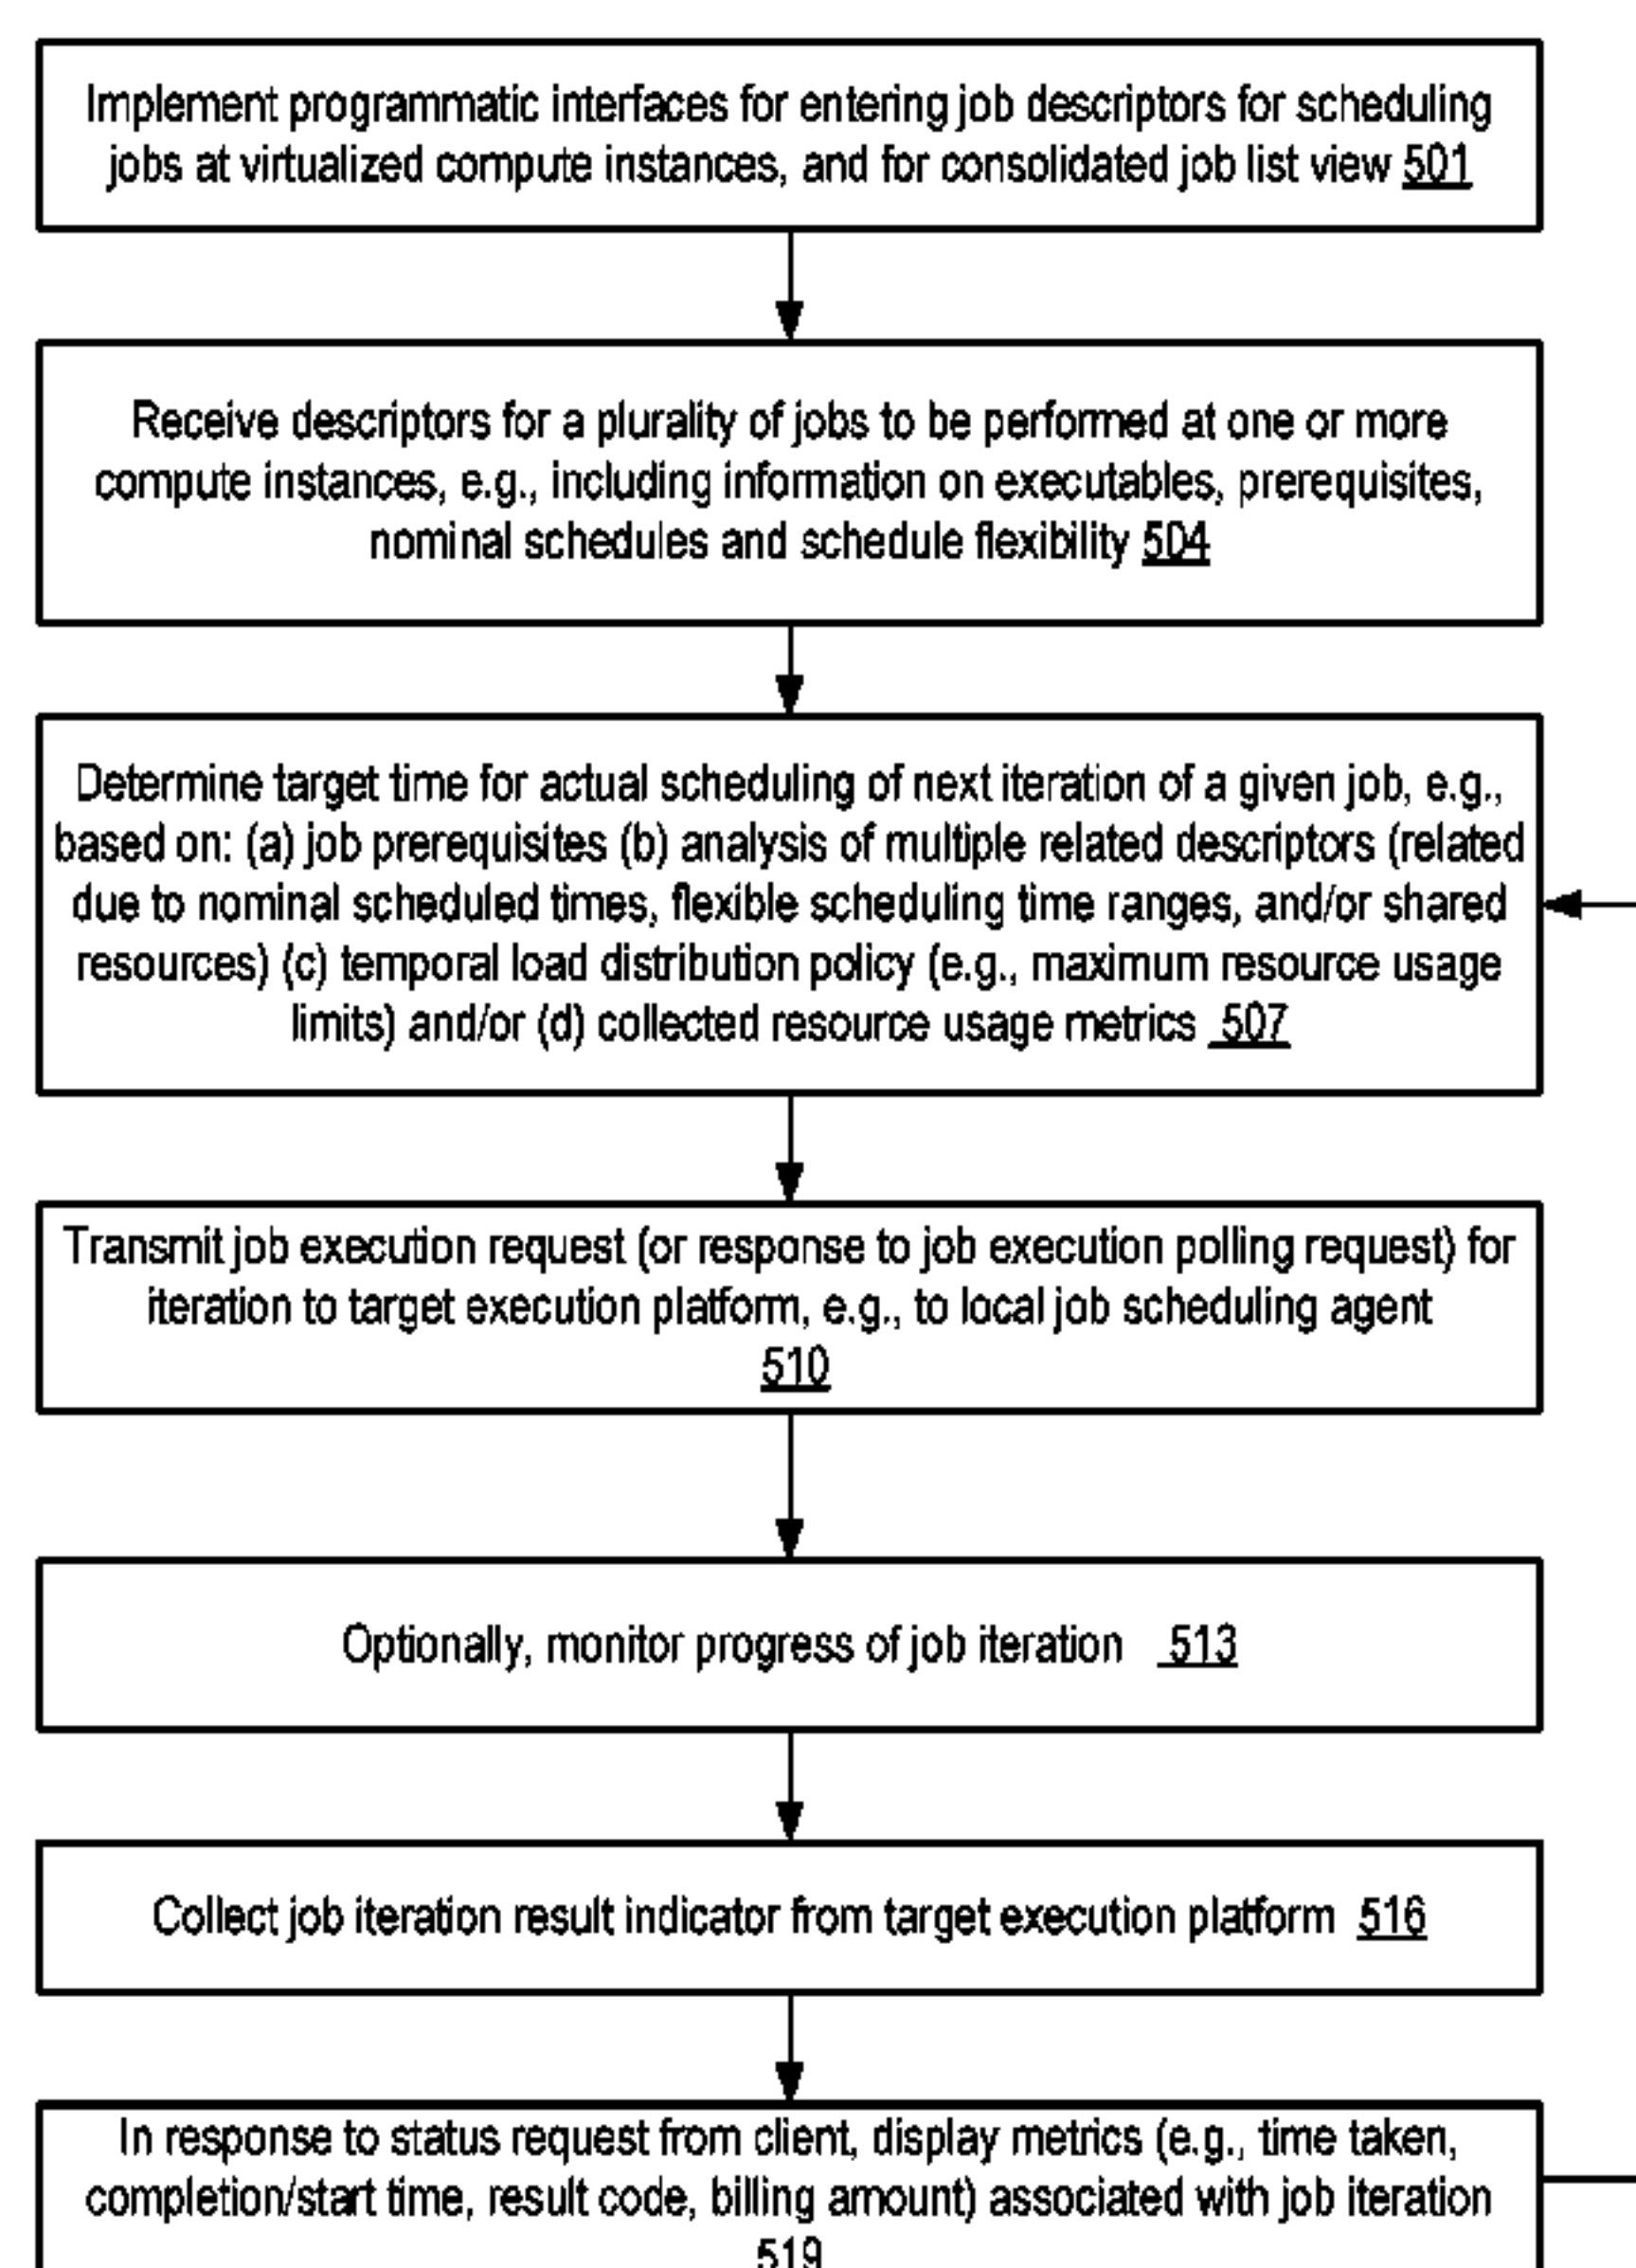 Implement programmatic interfaces for entering job descriptors for scheduling
jobs at virtualized compute instances, and for consolidated job list view 501
Receive descriptors for a plurality of jobs to be performed at one or more
compute instances, e.g., including information on executables, prerequisites,
nominal schedules and schedule flexibility 504
Determine target time for actual scheduling of next iteration of a given job, e.g.,
based on: (a) job prerequisites (b) analysis of multiple related descriptors (related
due to nominal scheduled times, flexible scheduling time ranges, and/or shared
resources) (c) temporal load distribution policy (e.g., maximum resource usage
limits) and/or (d) collected resource usage metrics 507
Transmit job execution request (or response to job execution polling request) for
iteration to target execution platform, e.g., to local job scheduling agent
510
Optionally, monitor progress of job iteration 513
Collect job iteration result indicator from target execution platform 516
In response to status request from client, display metrics (e.g., time taken,
completion/start time, result code, billing amount) associated with job iteration
519